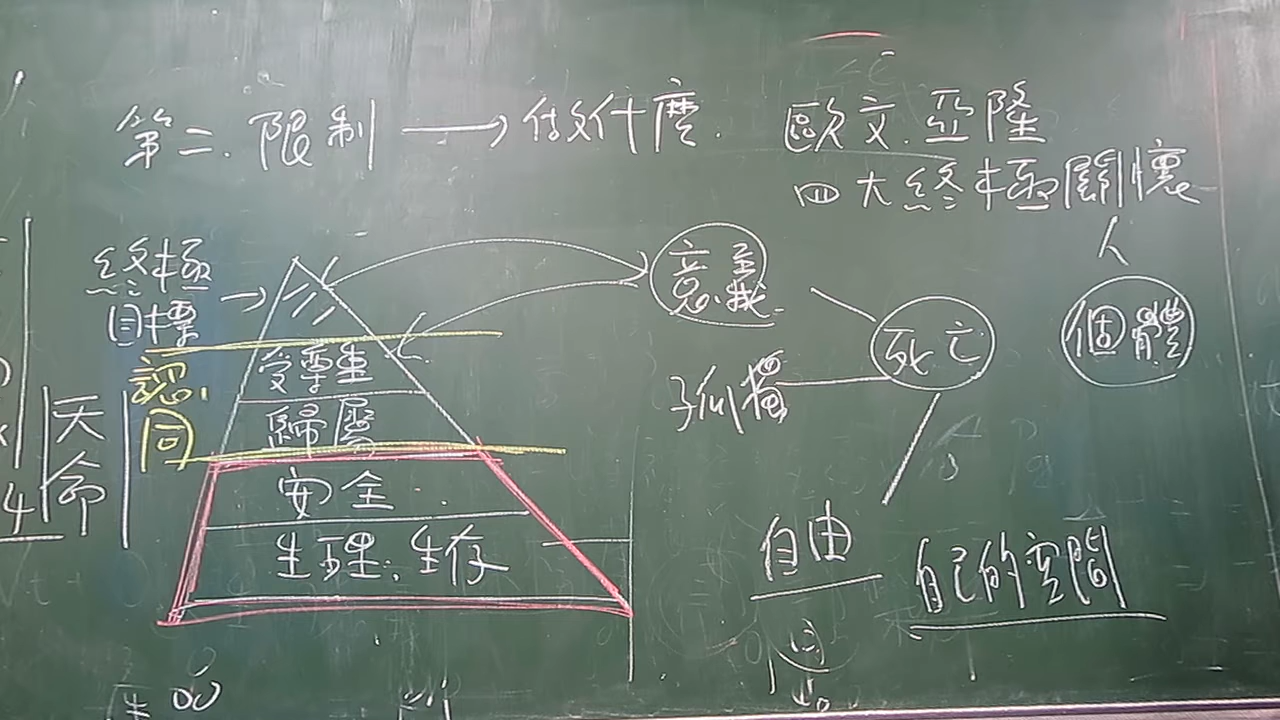 第二.限制→做什麼.
歐文.亞隆
四大終極關懷
人
個體
終極
目標
意義
死亡
孤獨
自由
自己的空間
認
同
天
命
受尊重
歸屬
安全..
生理.生存
4